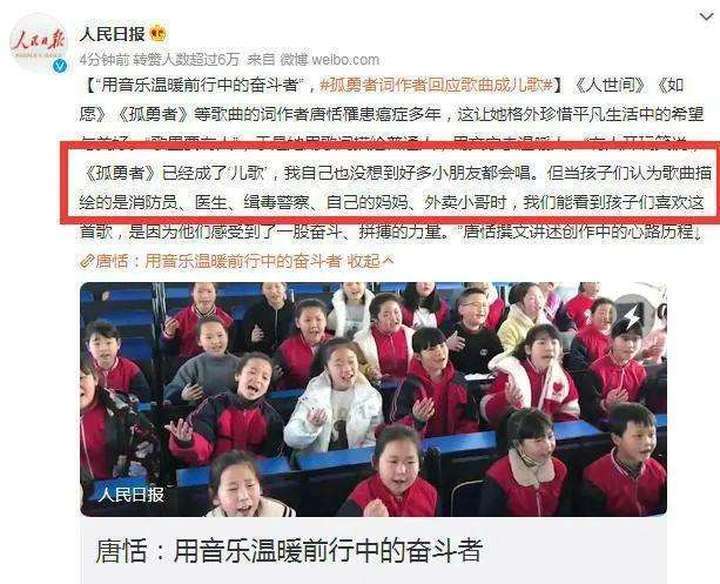 人民日报
人民日报
4分钟前 转赞人数超过6万 来自 微博 weibo.com
【“用音乐温暖前行中的奋斗者”，#孤勇者词作者回应歌曲成儿歌#】《人世间》《如
愿》《孤勇者》等歌曲的词作者唐恬罹患癌症多年，这让她格外珍惜平凡生活中的希望
《孤勇者》已经成了‘儿歌’，我自己也没想到好多小朋友都会唱。但当孩子们认为歌曲描
绘的是消防员、医生、缉毒警察、自己的妈妈、外卖小哥时，我们能看到孩子们喜欢这
首歌，是因为他们感受到了一股奋斗、拼搏的力量。”唐恬撰文讲述创作中的心路历程。
唐恬：用音乐温暖前行中的奋斗者 收起
人民日报
唐恬：用音乐温暖前行中的奋斗者